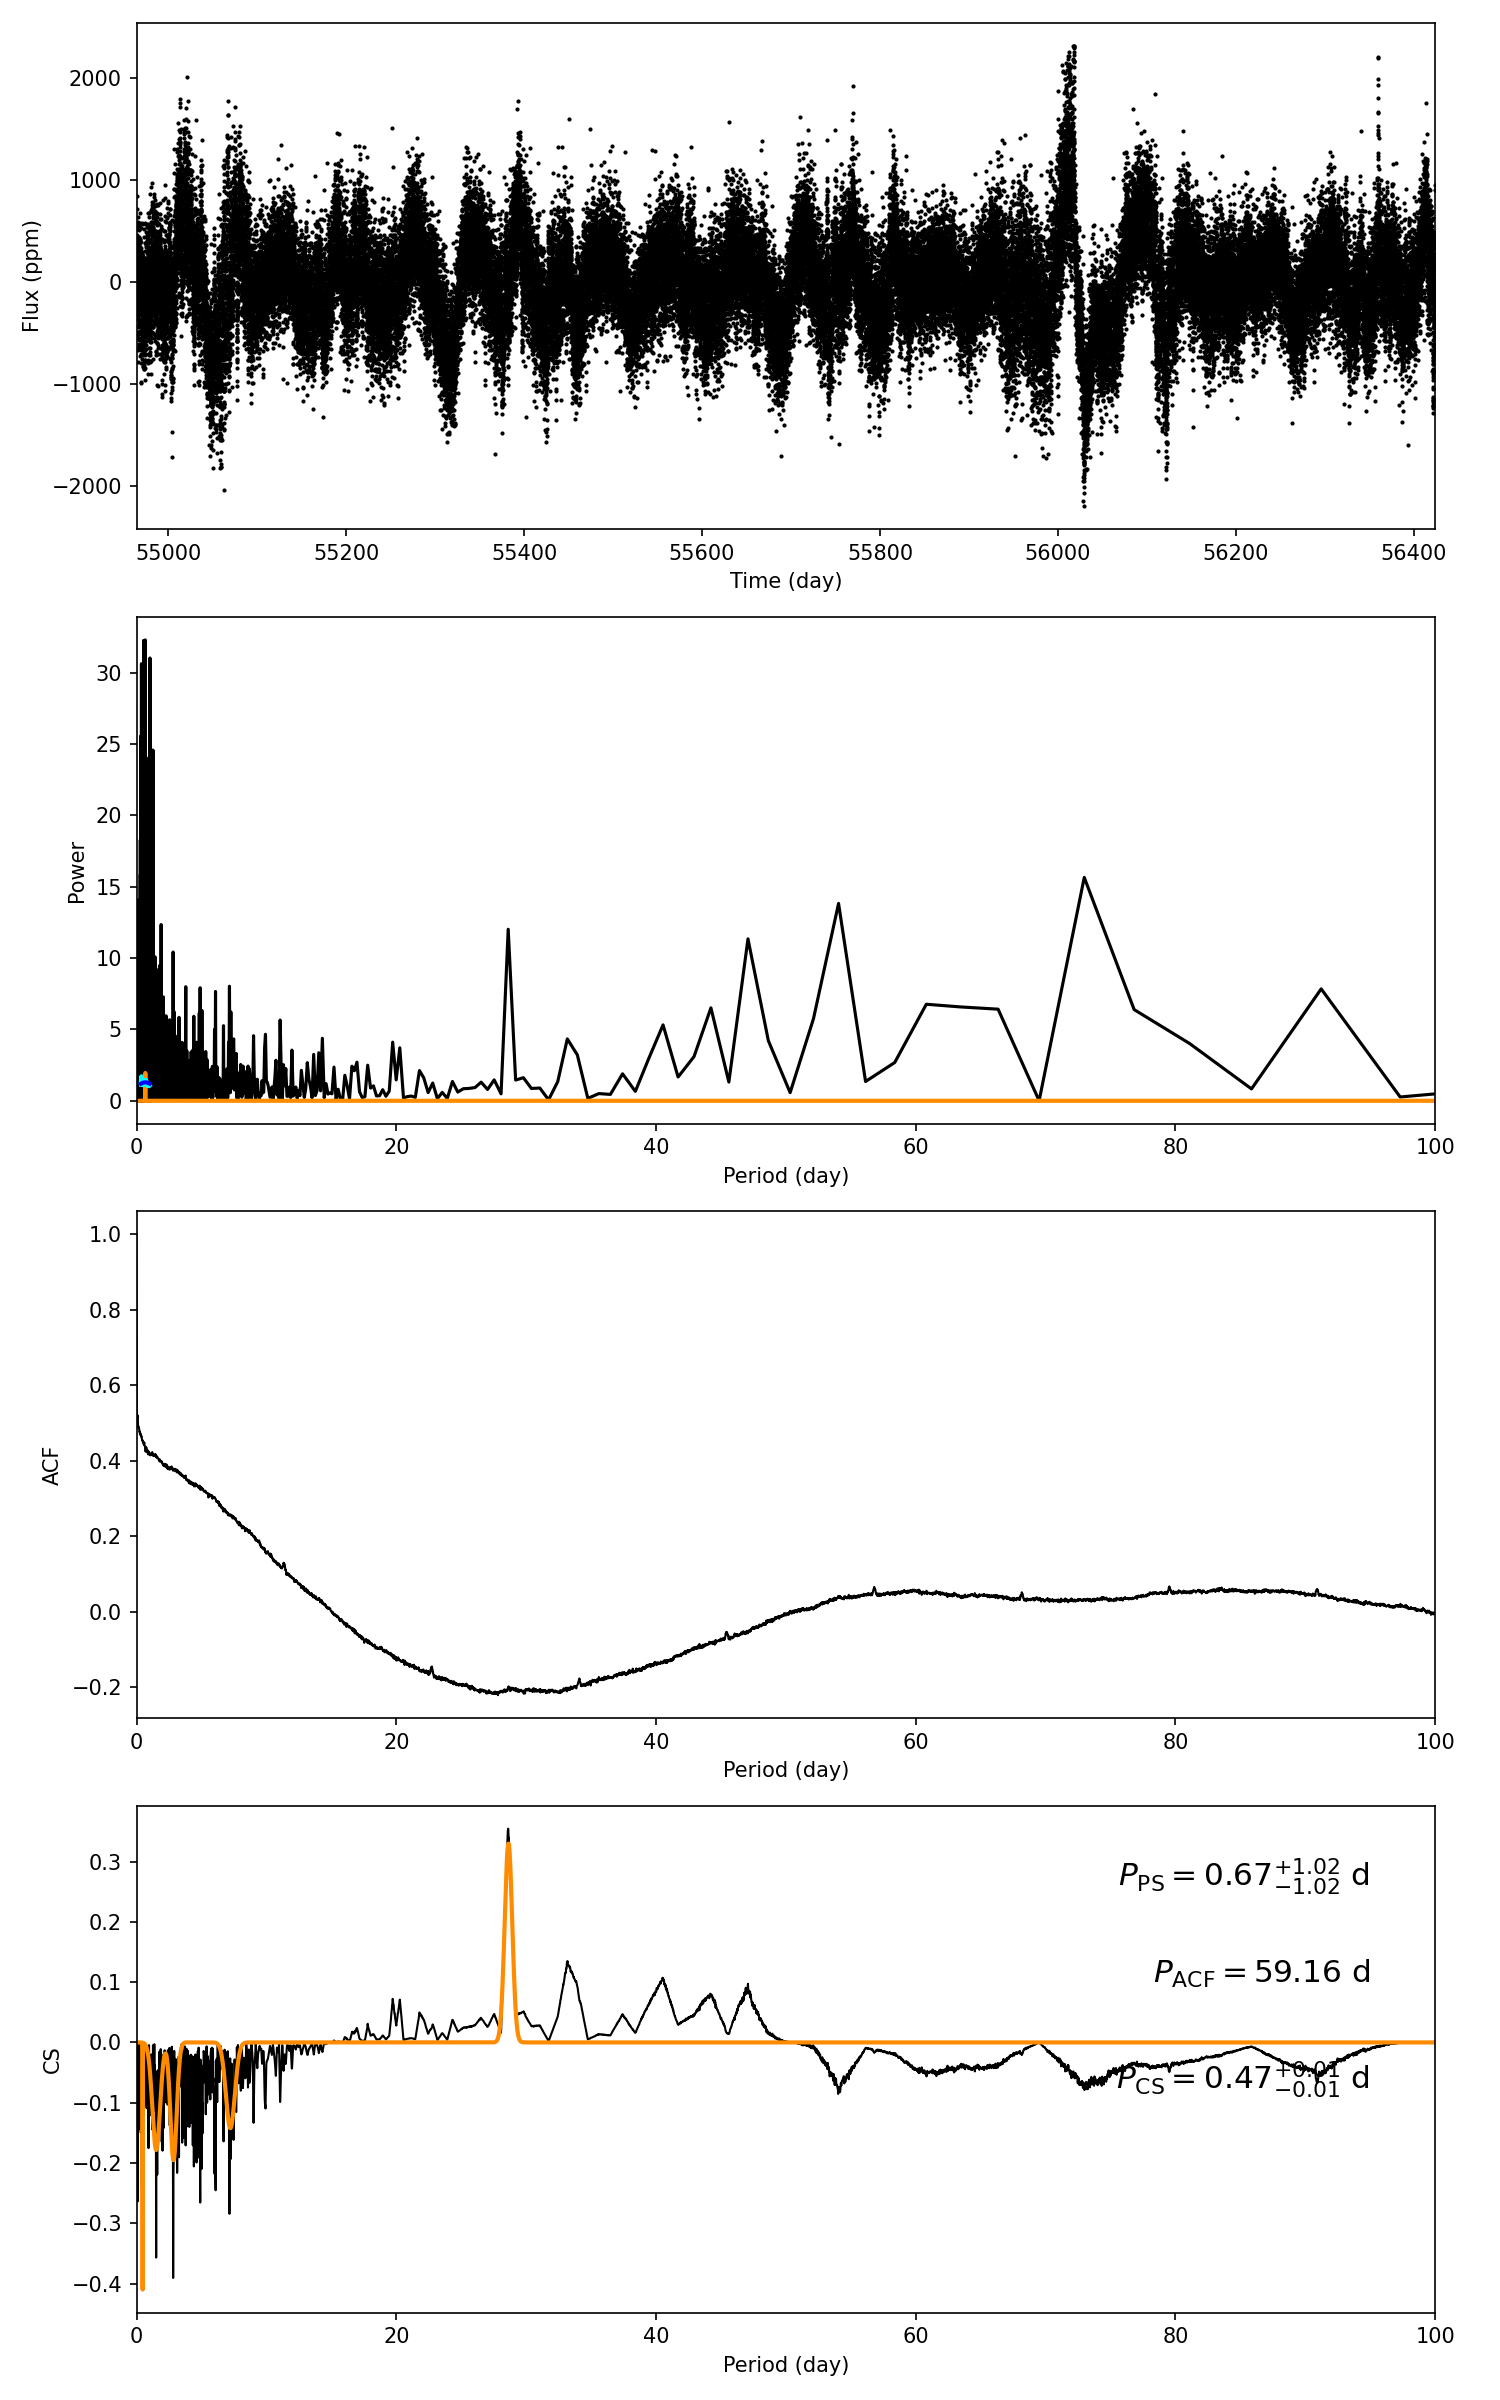 2000
1000
0
−1000
−2000
Flux (ppm)
55000 55200 55400 55600 55800 56000 56200 56400
Time (day)
30
25
20
15
10
5
0
Power
0 20 40 60 80 100
Period (day)
1.0
0.8
0.6
0.4
0.2
0.0
−0.2
ACF
0 20 40 60 80 100
Period (day)
0.3
0.2
0.1
0.0
−0.1
−0.2
−0.3
−0.4
CS
P_PS = 0.67 +1.02 −1.02 d
P_ACF = 59.16 d
P_CS = 0.47 +0.01 −0.01 d
0 20 40 60 80 100
Period (day)